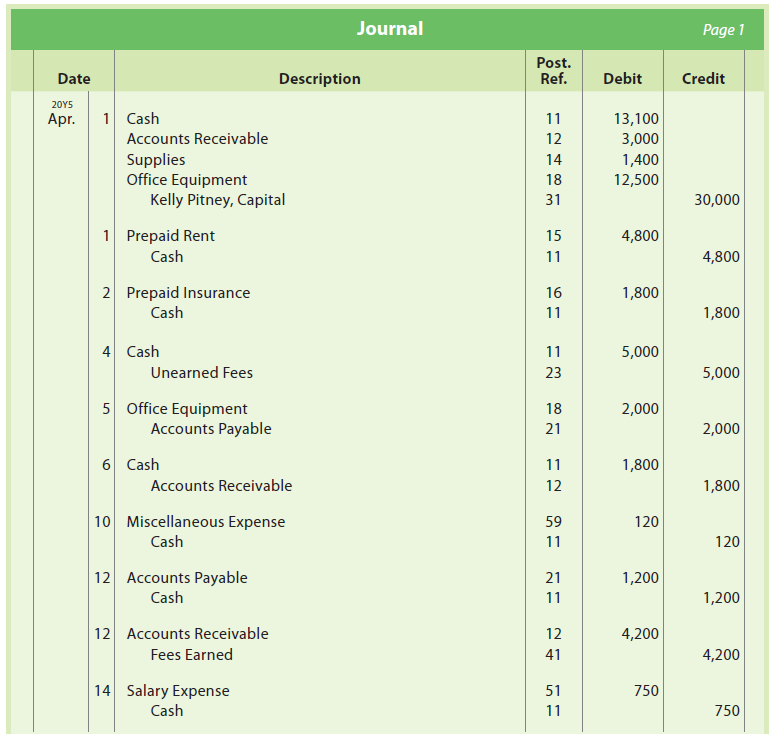 Journal Page 1
Date Description Post. Ref. Debit Credit
20Y5
Apr. 1 Cash 11 13,100
Accounts Receivable 12 3,000
Supplies 14 1,400
Office Equipment 18 12,500
Kelly Pitney, Capital 31 30,000
1 Prepaid Rent 15 4,800
Cash 11 4,800
2 Prepaid Insurance 16 1,800
Cash 11 1,800
4 Cash 11 5,000
Unearned Fees 23 5,000
5 Office Equipment 18 2,000
Accounts Payable 21 2,000
6 Cash 11 1,800
Accounts Receivable 12 1,800
10 Miscellaneous Expense 59 120
Cash 11 120
12 Accounts Payable 21 1,200
Cash 11 1,200
12 Accounts Receivable 12 4,200
Fees Earned 41 4,200
14 Salary Expense 51 750
Cash 11 750